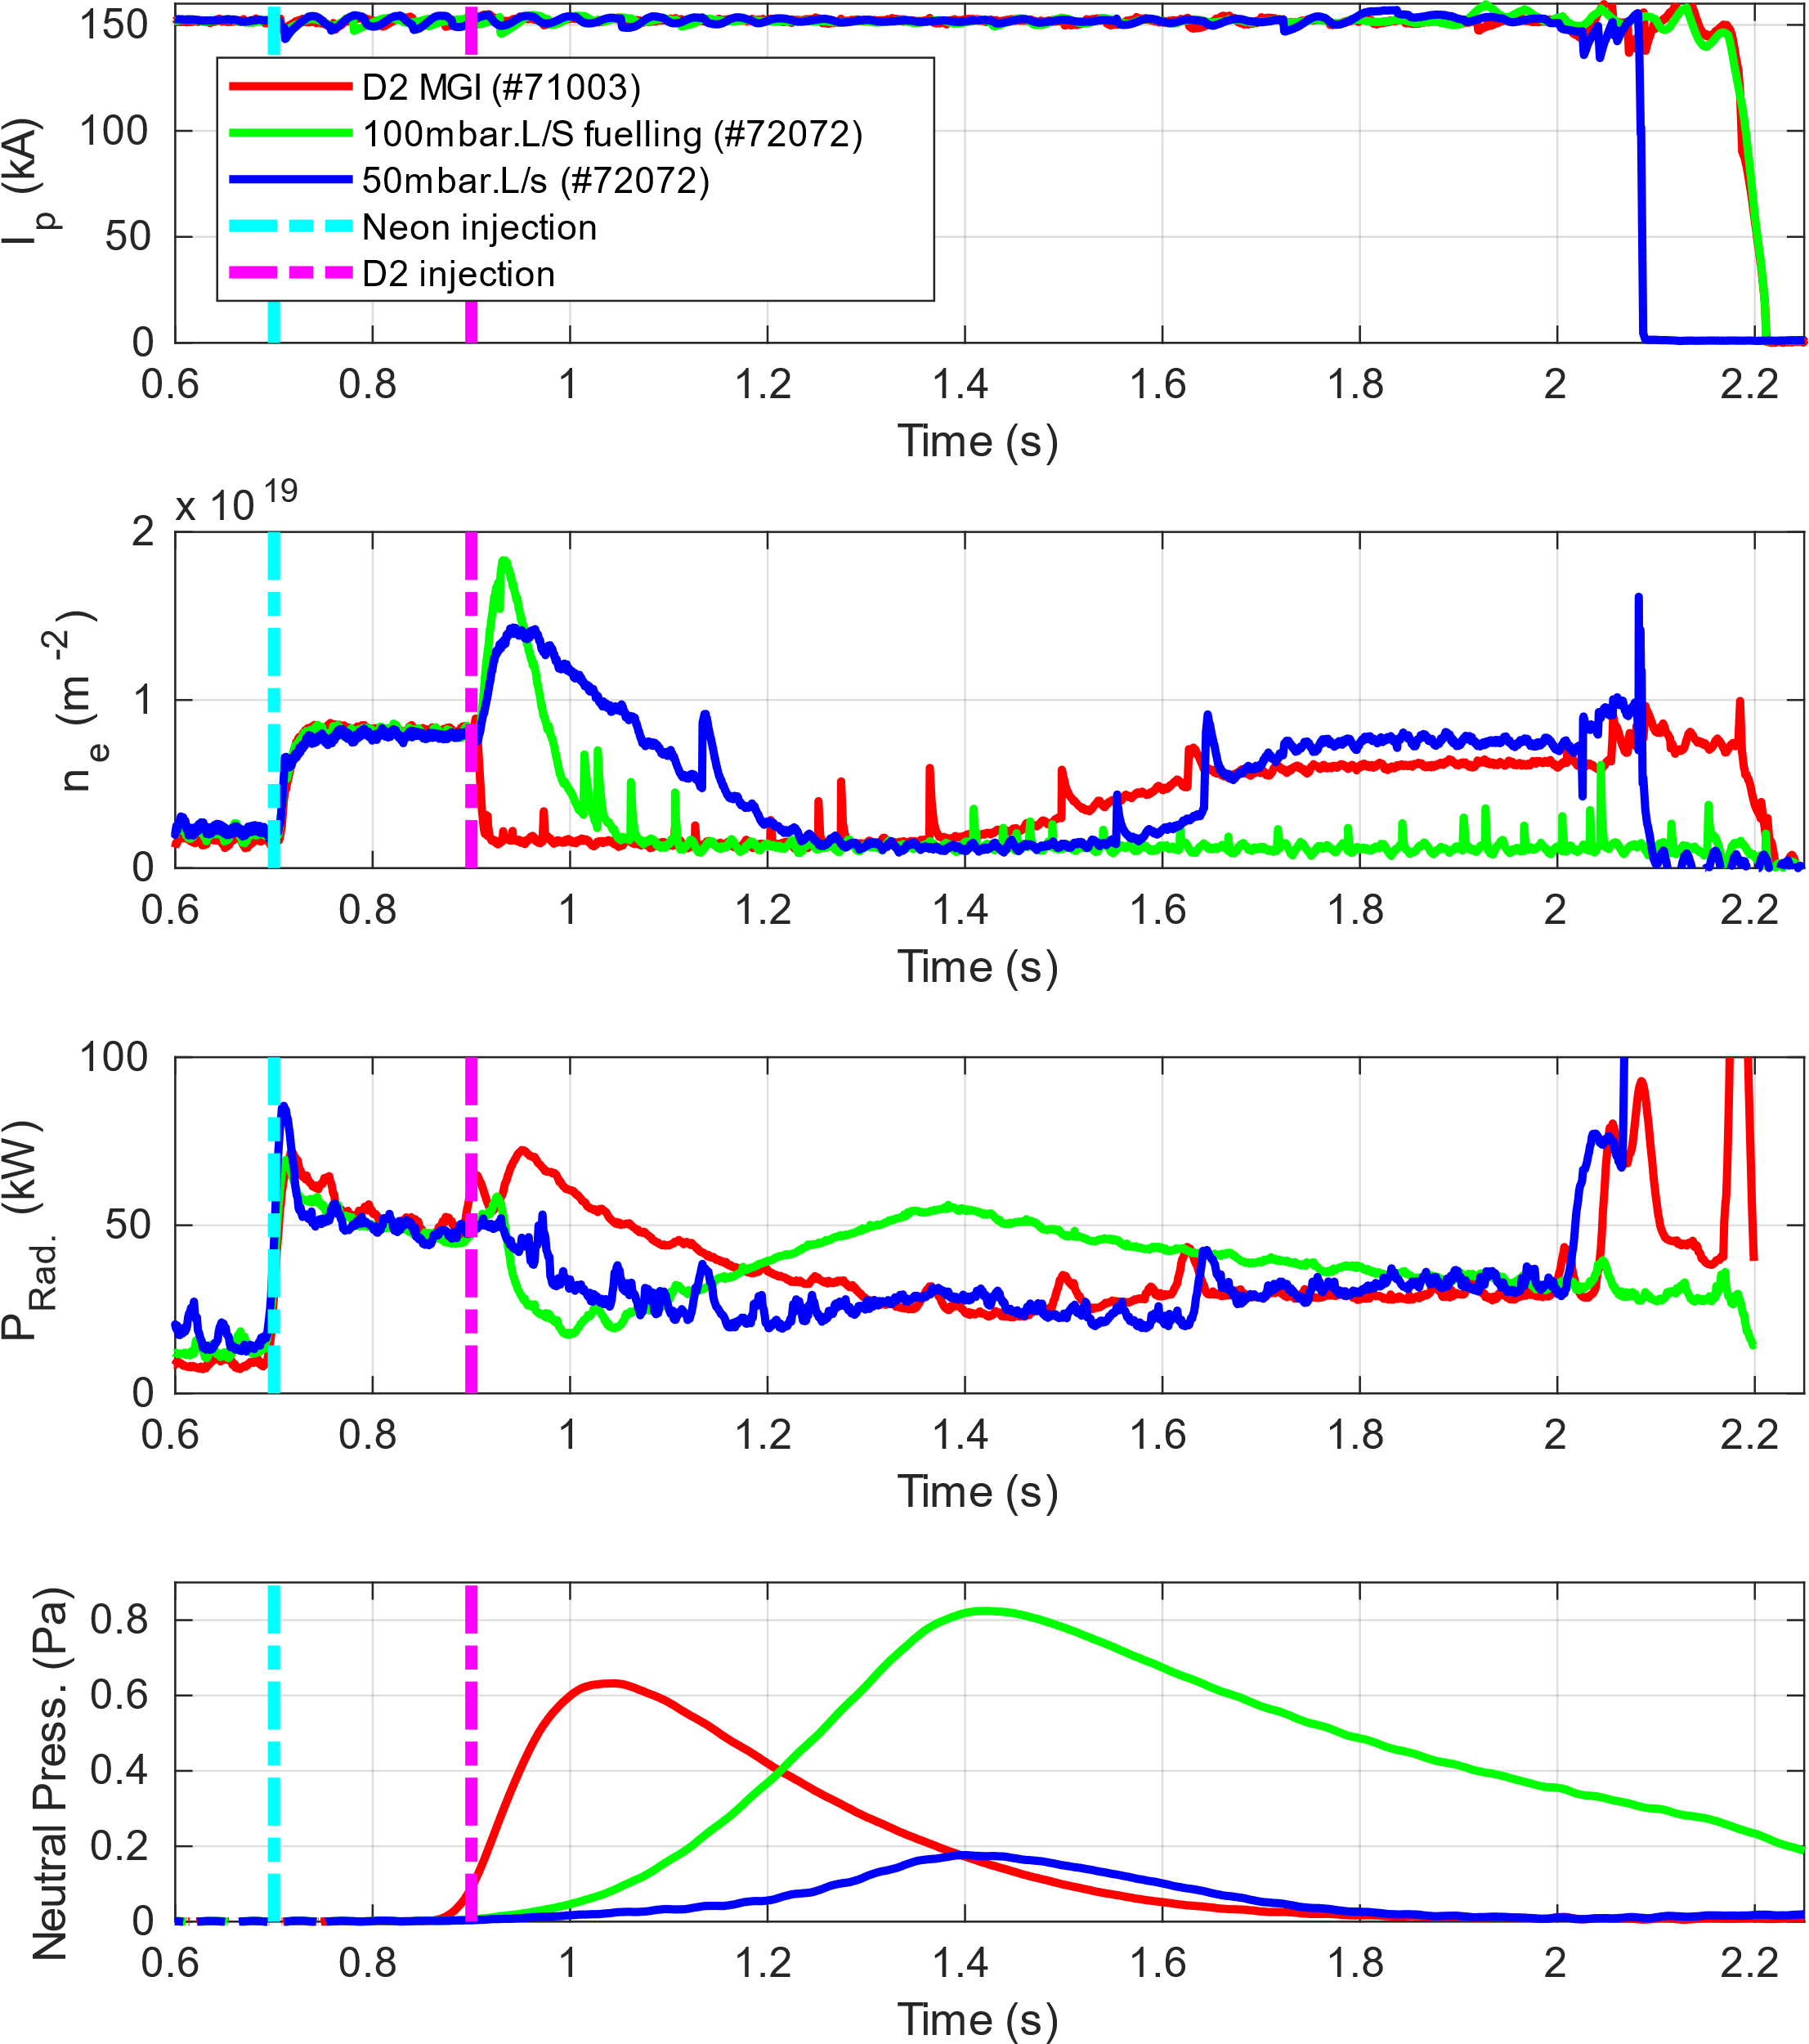 150
100
50
0
I p (kA)
D2 MGI (#71003)
100mbar.L/S fuelling (#72072)
50mbar.L/s (#72072)
Neon injection
D2 injection
0.6 0.8 1 1.2 1.4 1.6 1.8 2 2.2
Time (s)
x 10 19
2
1
0
n e (m -2)
0.6 0.8 1 1.2 1.4 1.6 1.8 2 2.2
Time (s)
100
50
0
P Rad. (kW)
0.6 0.8 1 1.2 1.4 1.6 1.8 2 2.2
Time (s)
0.8
0.6
0.4
0.2
0
Neutral Press. (Pa)
0.6 0.8 1 1.2 1.4 1.6 1.8 2 2.2
Time (s)